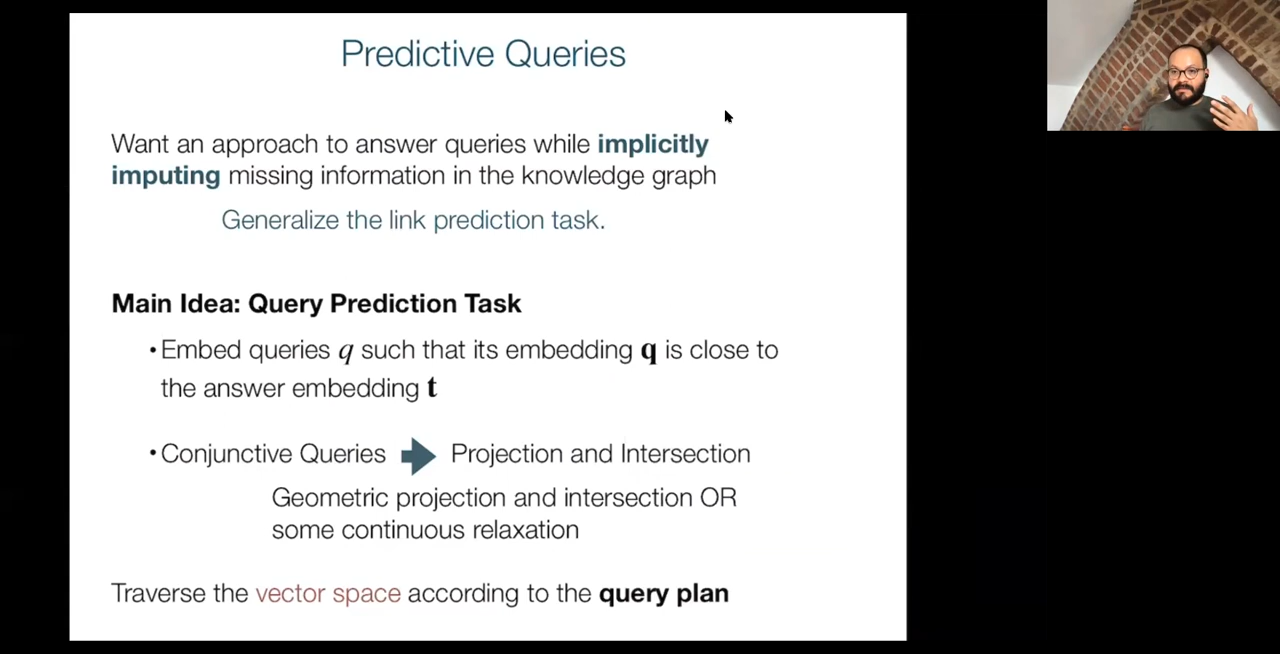 Predictive Queries
Want an approach to answer queries while implicitly
imputing missing information in the knowledge graph
Generalize the link prediction task.
Main Idea: Query Prediction Task
•Embed queries q such that its embedding q is close to
the answer embedding t
•Conjunctive Queries Projection and Intersection
Geometric projection and intersection OR
some continuous relaxation
Traverse the vector space according to the query plan